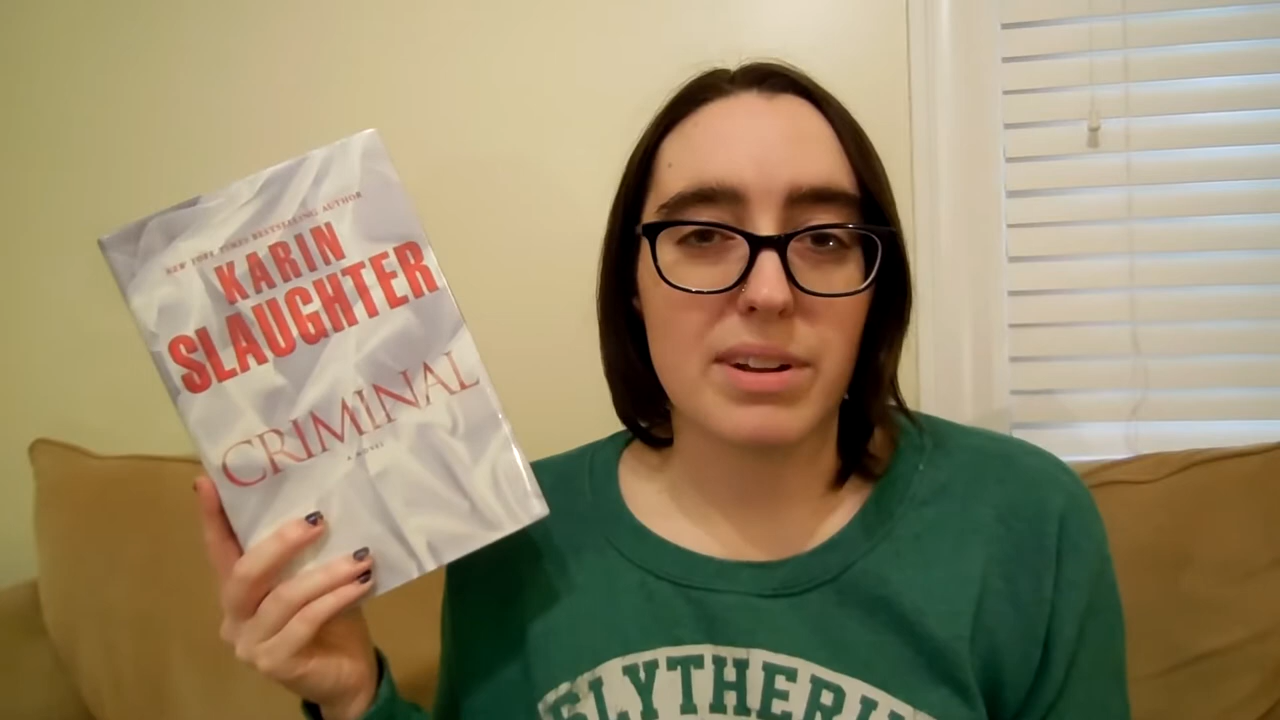 NEW YORK TIMES BESTSELLING AUTHOR
KARIN
SLAUGHTER
CRIMINAL
A NOVEL
SLYTHERIN